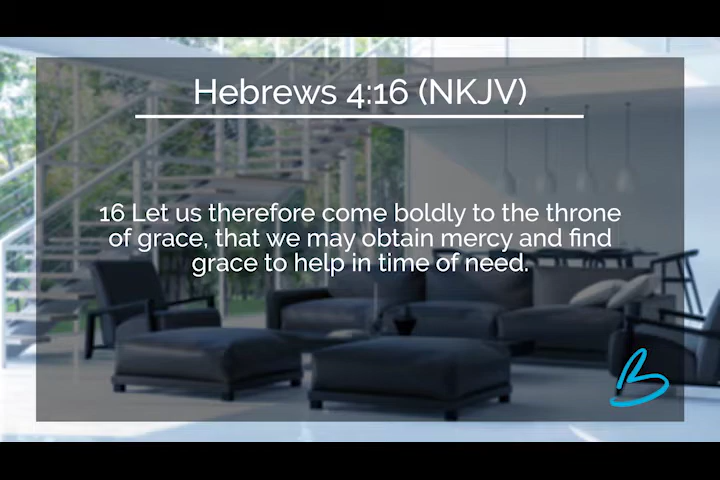 Hebrews 4:16 (NKJV)
16 Let us therefore come boldly to the throne
of grace, that we may obtain mercy and find
grace to help in time of need.